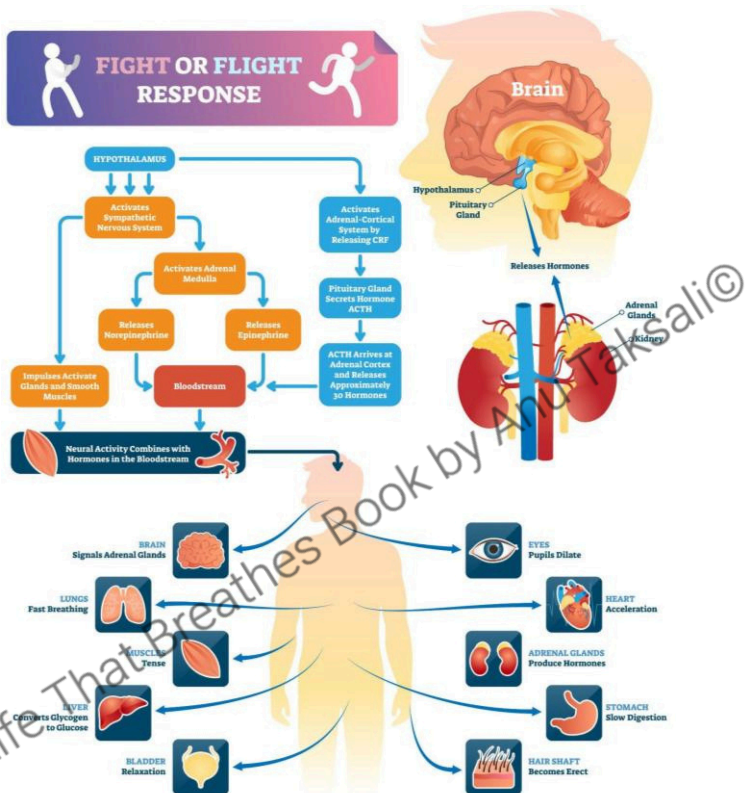 FIGHT OR FLIGHT
RESPONSE
HYPOTHALAMUS
Activates
Sympathetic
Nervous System
Activates Adrenal
Medulla
Releases
Norepinephrine
Releases
Epinephrine
Impulses Activate
Glands and Smooth
Muscles
Bloodstream
Activates
Adrenal-Cortical
System by
Releasing CRF
Pituitary Gland
Secrets Hormone
ACTH
ACTH Arrives at
Adrenal Cortex
and Releases
Approximately
30 Hormones
Neural Activity Combines with
Hormones in the Bloodstream
Brain
Hypothalamus
Pituitary
Gland
Releases Hormones
Adrenal
Glands
Kidney
BRAIN
Signals Adrenal Glands
LUNGS
Fast Breathing
MUSCLES
Tense
LIVER
Converts Glycogen
to Glucose
BLADDER
Relaxation
EYES
Pupils Dilate
HEART
Acceleration
ADRENAL GLANDS
Produce Hormones
STOMACH
Slow Digestion
HAIR SHAFT
Becomes Erect
ife That Breathes Book by Anu Taksali©